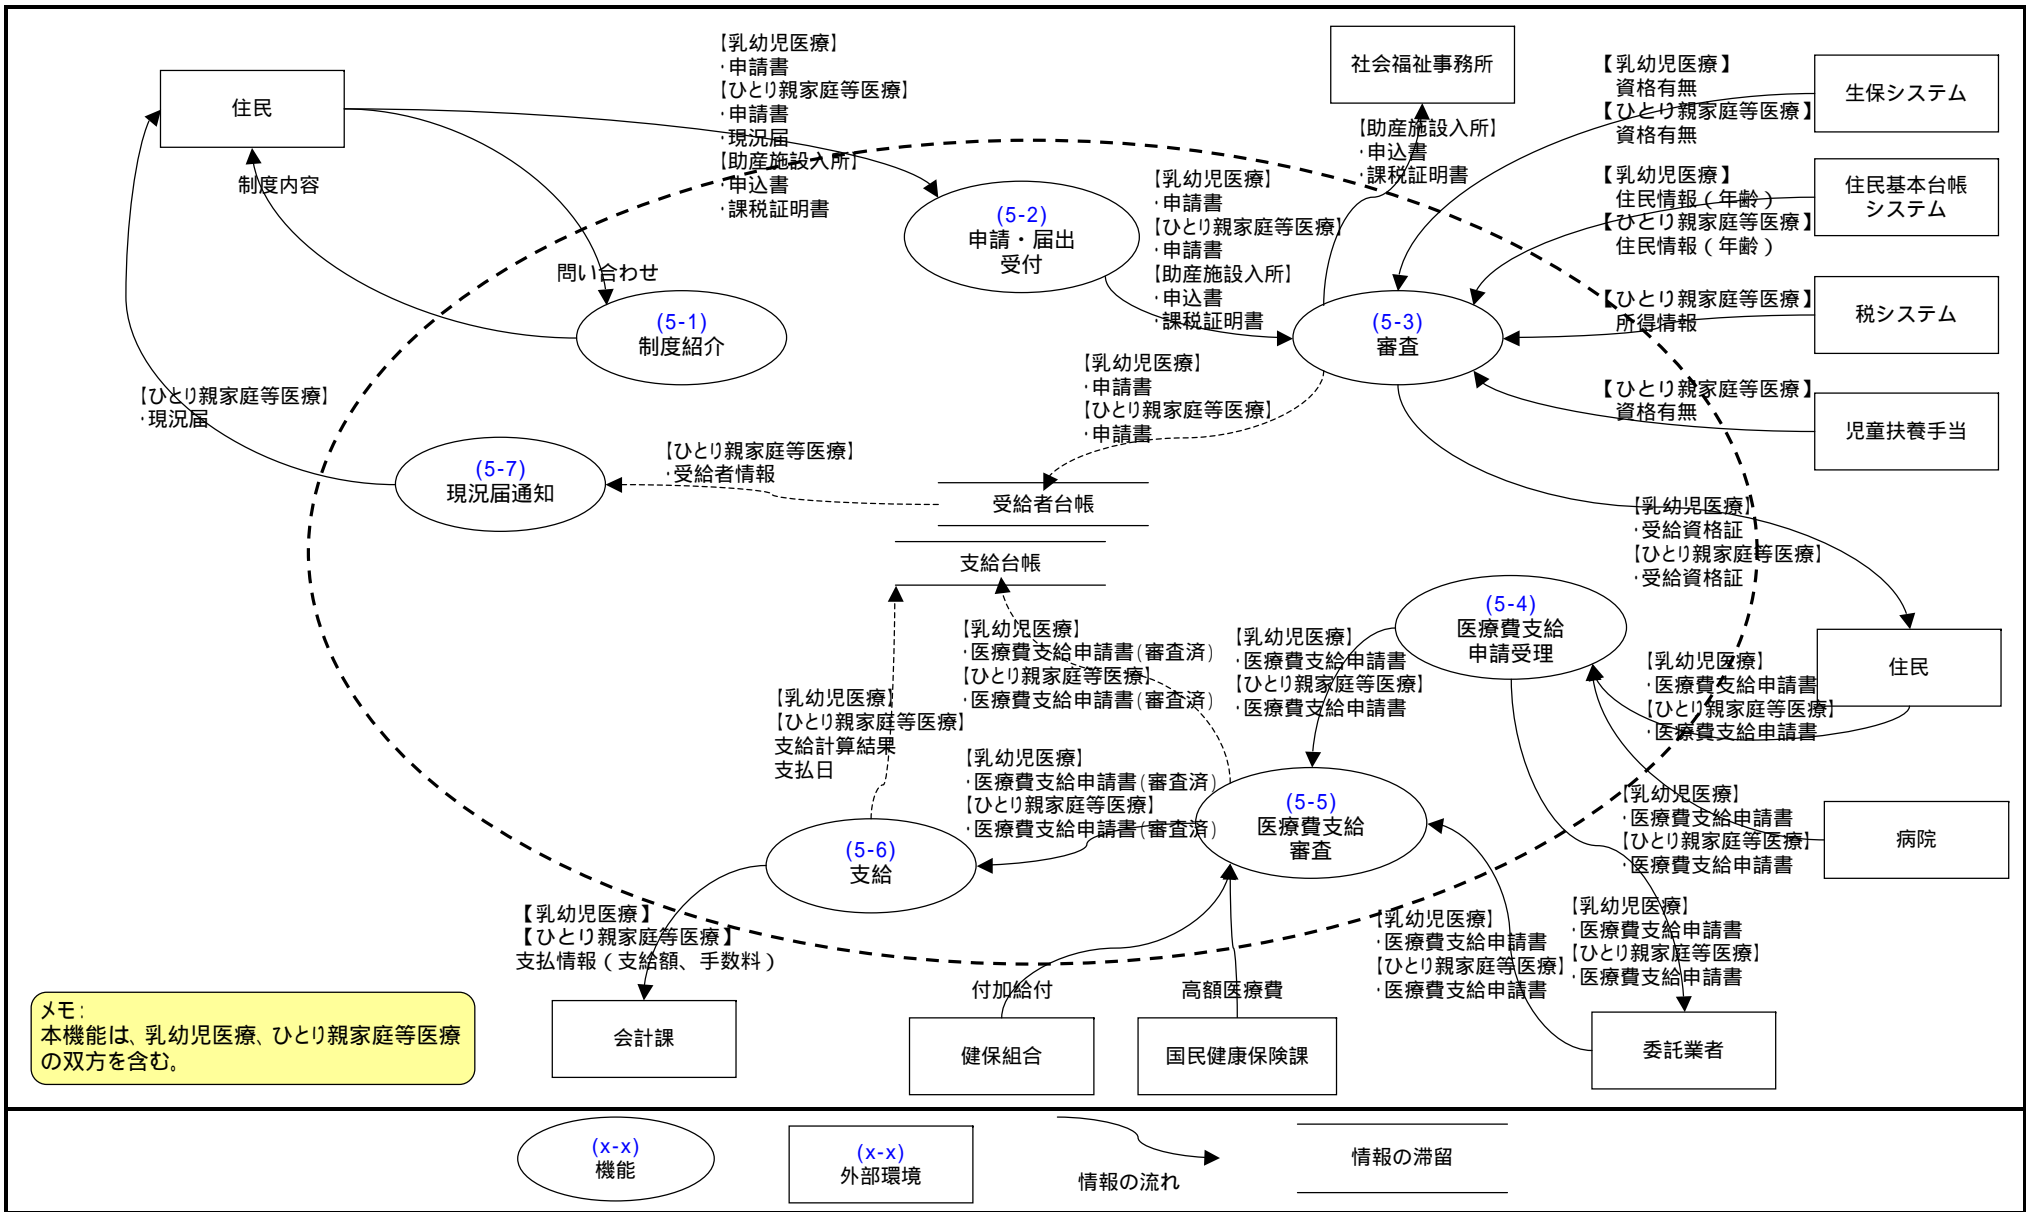 住民
制度内容
【乳幼児医療】
・申請書
【ひとり親家庭等医療】
・申請書
・現況届
【助産施設入所】
・申込書
・課税証明書
問い合わせ
(5-1)
制度紹介
(5-2)
申請・届出
受付
【乳幼児医療】
・申請書
【ひとり親家庭等医療】
・申請書
【助産施設入所】
・申込書
・課税証明書
社会福祉事務所
【助産施設入所】
・申込書
・課税証明書
(5-3)
審査
【乳幼児医療】
資格有無
【ひとり親家庭等医療】
資格有無
生保システム
【乳幼児医療】
住民情報（年齢）
【ひとり親家庭等医療】
住民情報（年齢）
住民基本台帳
システム
【ひとり親家庭等医療】
所得情報
税システム
【ひとり親家庭等医療】
資格有無
児童扶養手当
【乳幼児医療】
・申請書
【ひとり親家庭等医療】
・申請書
【ひとり親家庭等医療】
・現況届
(5-7)
現況届通知
【ひとり親家庭等医療】
・受給者情報
受給者台帳
支給台帳
【乳幼児医療】
・受給資格証
【ひとり親家庭等医療】
・受給資格証
(5-4)
医療費支給
申請受理
住民
【乳幼児医療】
・医療費支給申請書
【ひとり親家庭等医療】
・医療費支給申請書
【乳幼児医療】
・医療費支給申請書
【ひとり親家庭等医療】
・医療費支給申請書
【乳幼児医療】
・医療費支給申請書(審査済)
【ひとり親家庭等医療】
・医療費支給申請書(審査済)
【乳幼児医療】
【ひとり親家庭等医療】
支給計算結果
支払日
【乳幼児医療】
・医療費支給申請書(審査済)
【ひとり親家庭等医療】
・医療費支給申請書(審査済)
(5-5)
医療費支給
審査
(5-6)
支給
【乳幼児医療】
・医療費支給申請書
【ひとり親家庭等医療】
・医療費支給申請書
病院
【乳幼児医療】
【ひとり親家庭等医療】
支払情報（支給額、手数料）
【乳幼児医療】
・医療費支給申請書
【ひとり親家庭等医療】
・医療費支給申請書
【乳幼児医療】
・医療費支給申請書
【ひとり親家庭等医療】
・医療費支給申請書
メモ:
本機能は、乳幼児医療、ひとり親家庭等医療
の双方を含む。
会計課
付加給付
健保組合
高額医療費
国民健康保険課
委託業者
(x-x)
機能
(x-x)
外部環境
情報の流れ
情報の滞留